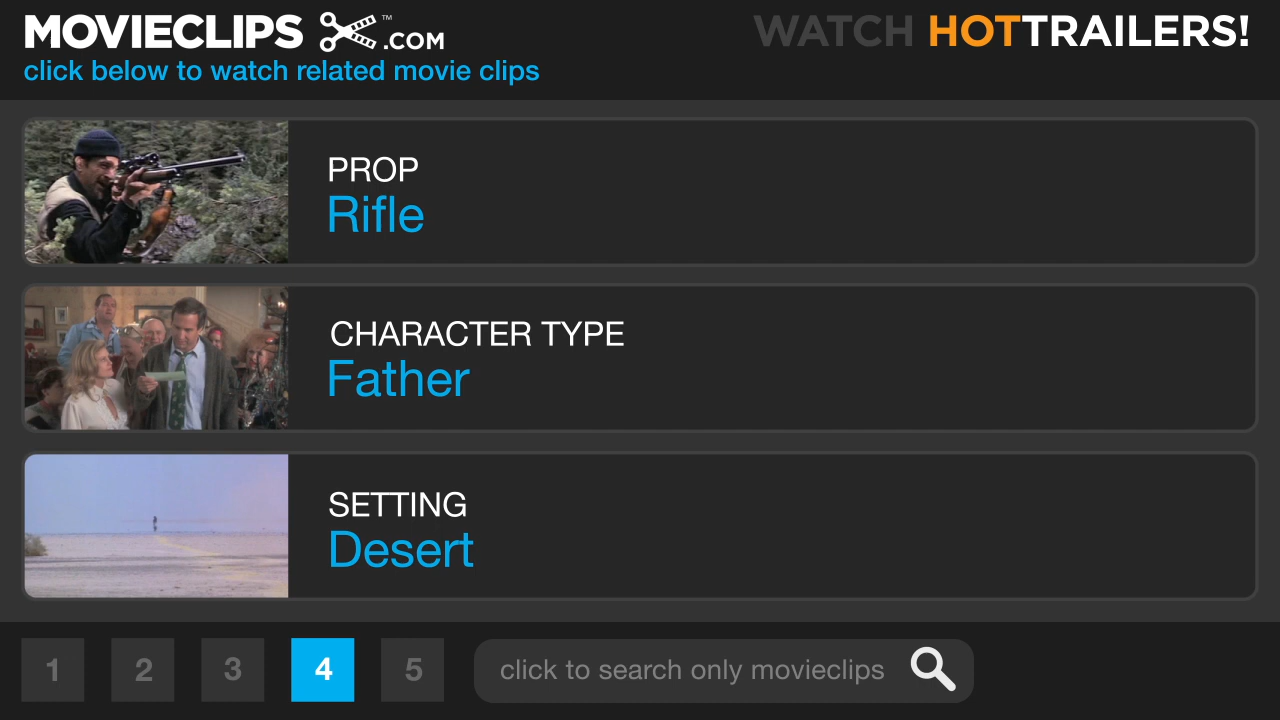 MOVIECLIPS ™ .COM
WATCH HOTTRAILERS!
click below to watch related movie clips
PROP
Rifle
CHARACTER TYPE
Father
SETTING
Desert
1 2 3 4 5 click to search only movieclips